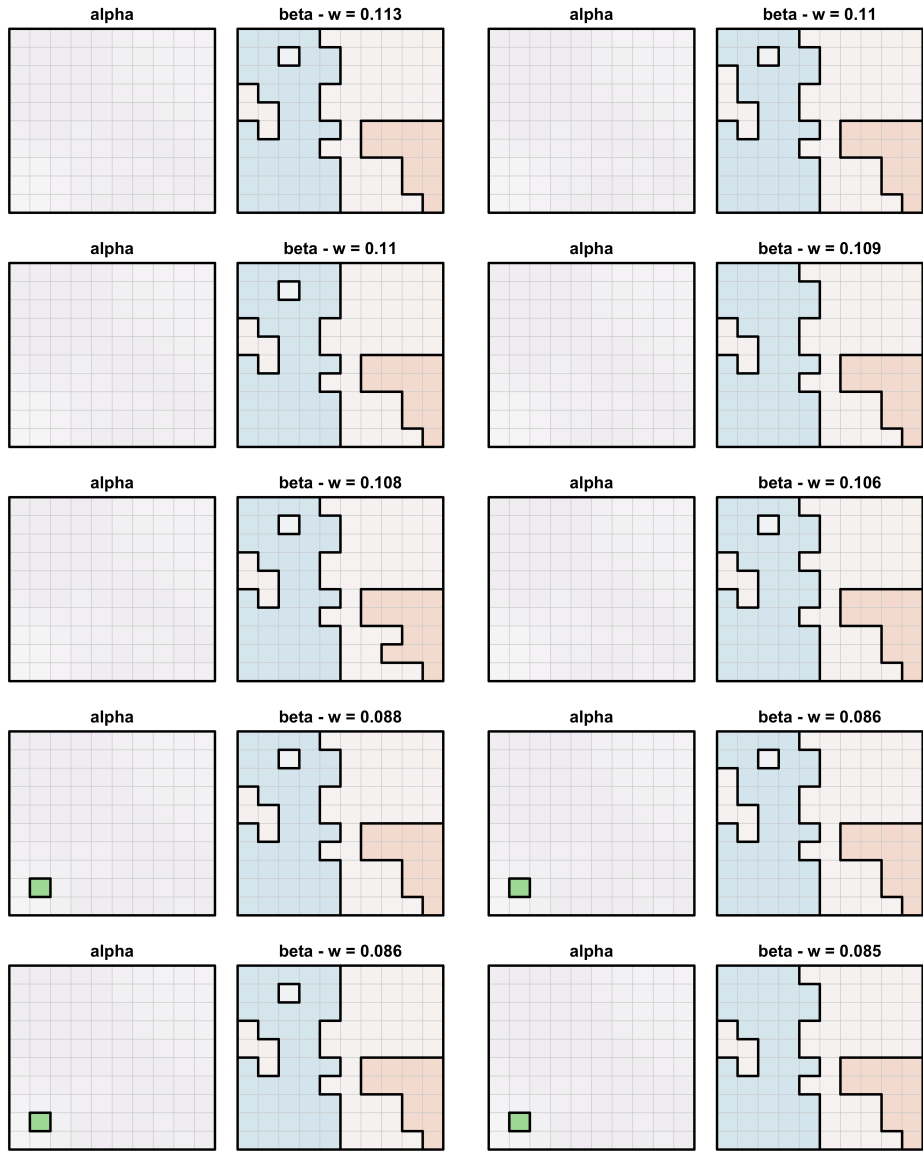 alpha
beta - w = 0.113
alpha
beta - w = 0.11
alpha
beta - w = 0.11
alpha
beta - w = 0.109
alpha
beta - w = 0.108
alpha
beta - w = 0.106
alpha
beta - w = 0.088
alpha
beta - w = 0.086
alpha
beta - w = 0.086
alpha
beta - w = 0.085